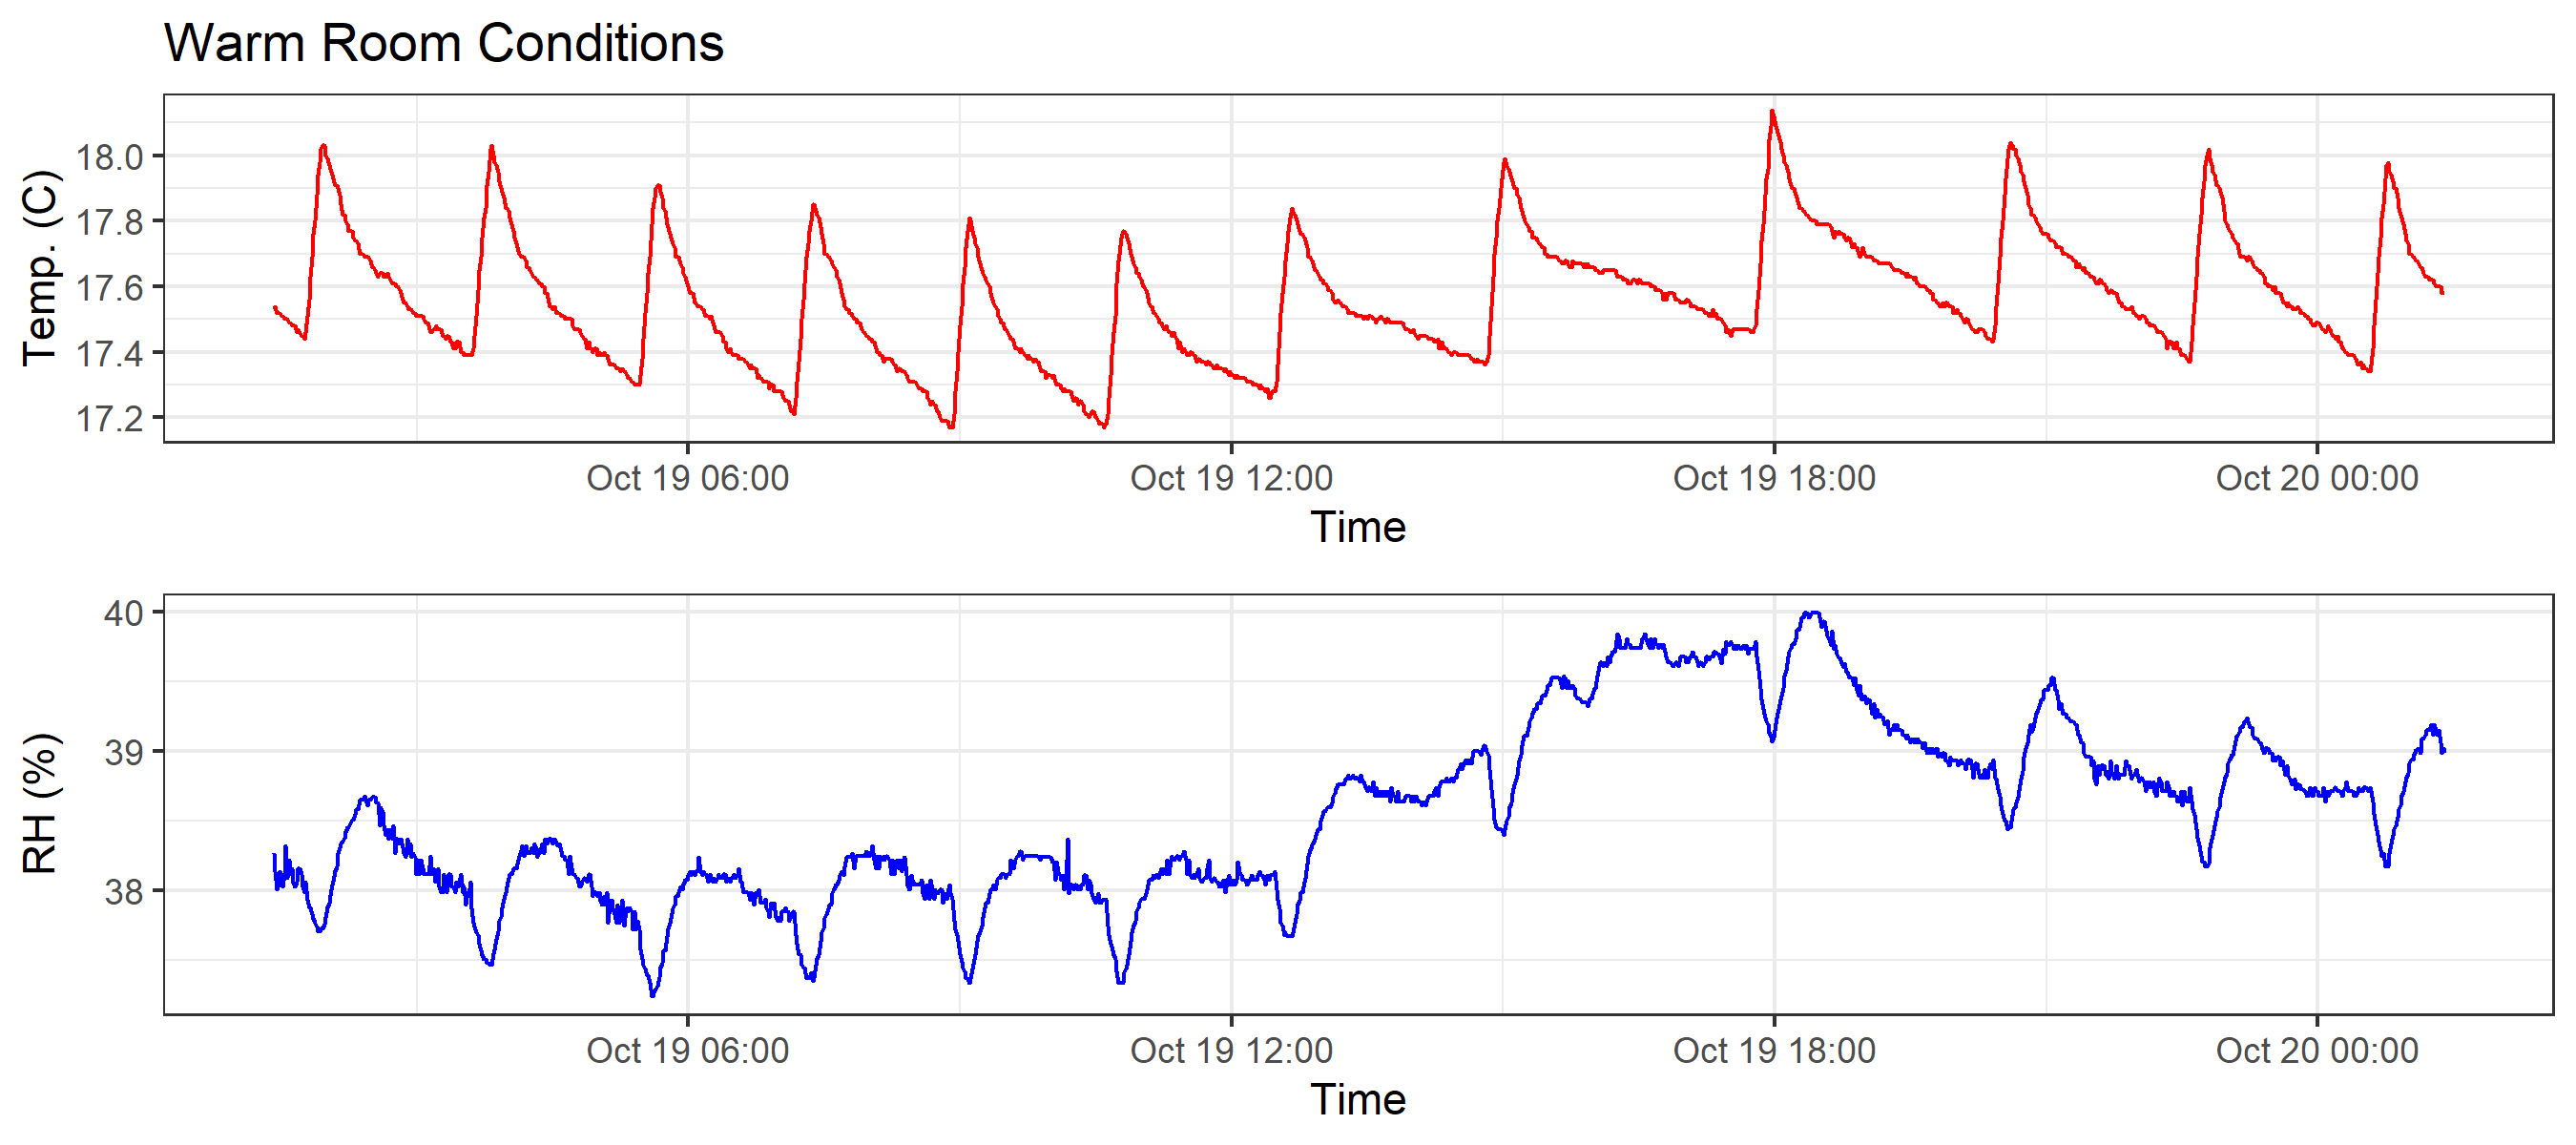 Warm Room Conditions
Temp. (C)
18.0
17.8
17.6
17.4
17.2
Oct 19 06:00 Oct 19 12:00 Oct 19 18:00 Oct 20 00:00
Time
RH (%)
40
39
38
Oct 19 06:00 Oct 19 12:00 Oct 19 18:00 Oct 20 00:00
Time